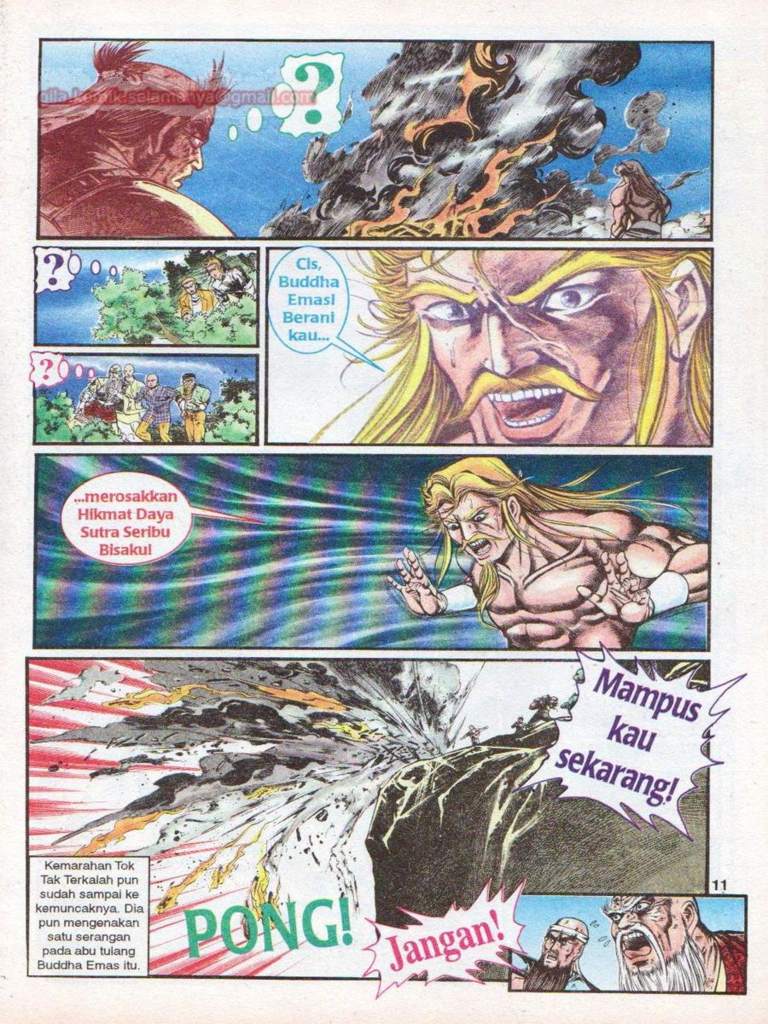 ?
?
?
Cis,
Buddha
Emas!
Berani
kau...
...merosakkan
Hikmat Daya
Sutra Seribu
Bisaku!
Mampus
kau
sekarang!
Kemarahan Tok
Tak Terkalah pun
sudah sampai ke
kemuncaknya. Dia
pun mengenakan
satu serangan
pada abu tulang
Buddha Emas itu.
PONG!
Jangan!
11